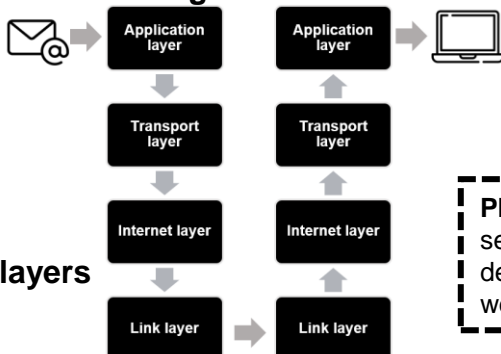 Application
layer
Application
layer
Transport
layer
Transport
layer
Internet layer
Internet layer
layers
Link layer
Link layer